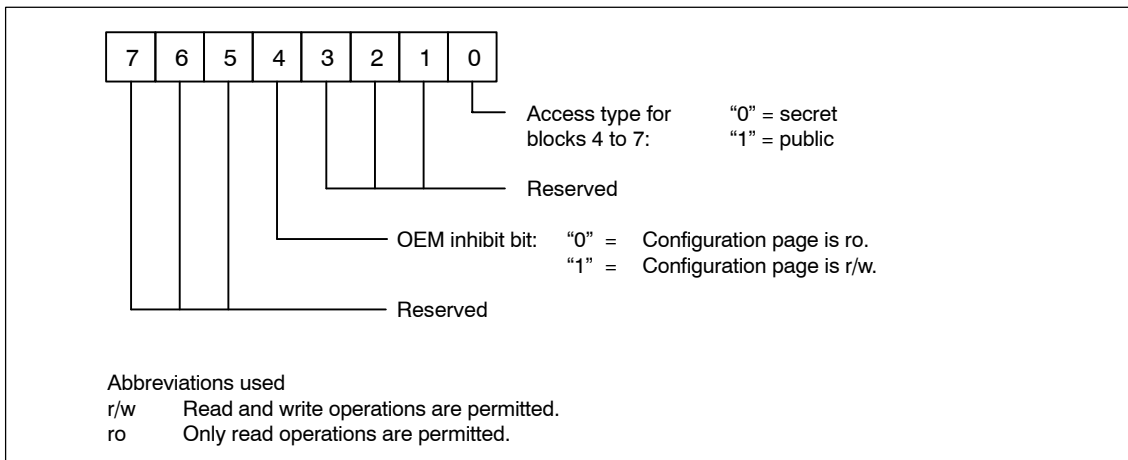 7 6 5 4 3 2 1 0
Access type for “0” = secret
blocks 4 to 7: “1” = public
Reserved
OEM inhibit bit: “0” = Configuration page is ro.
“1” = Configuration page is r/w.
Reserved
Abbreviations used
r/w Read and write operations are permitted.
ro Only read operations are permitted.